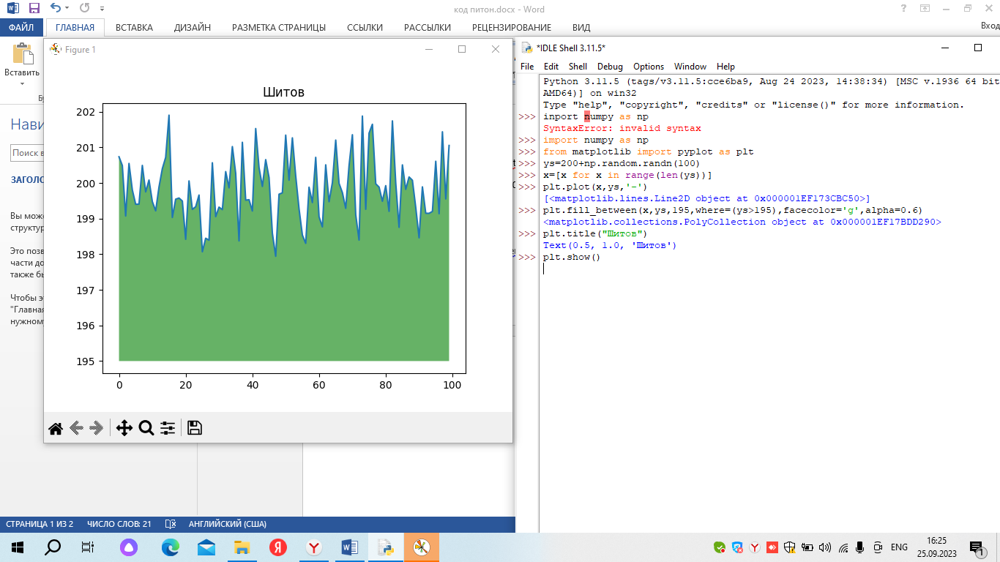 код питон.docx - Word
ФАЙЛ ГЛАВНАЯ ВСТАВКА ДИЗАЙН РАЗМЕТКА СТРАНИЦЫ ССЫЛКИ РАССЫЛКИ РЕЦЕНЗИРОВАНИЕ ВИД Вход
Вставить
Нави
Поиск в
ЗАГОЛО
Вы може
структур
Это позв
части до
также бы
Чтобы эт
"Главная
нужному
Figure 1
Шитов
202
201
200
199
198
197
196
195
0 20 40 60 80 100
*IDLE Shell 3.11.5*
File Edit Shell Debug Options Window Help
Python 3.11.5 (tags/v3.11.5:cce6ba9, Aug 24 2023, 14:38:34) [MSC v.1936 64 bit
AMD64)] on win32
Type "help", "copyright", "credits" or "license()" for more information.
>>> inport numpy as np
SyntaxError: invalid syntax
>>> import numpy as np
>>> from matplotlib import pyplot as plt
>>> ys=200+np.random.randn(100)
>>> x=[x for x in range(len(ys))]
>>> plt.plot(x,ys,'-')
[<matplotlib.lines.Line2D object at 0x000001EF173CBC50>]
>>> plt.fill_between(x,ys,195,where=(ys>195),facecolor='g',alpha=0.6)
<matplotlib.collections.PolyCollection object at 0x000001EF17BDD290>
>>> plt.title("Шитов")
Text(0.5, 1.0, 'Шитов')
>>> plt.show()
СТРАНИЦА 1 ИЗ 2 ЧИСЛО СЛОВ: 21 АНГЛИЙСКИЙ (США)
ENG
16:25
25.09.2023
1